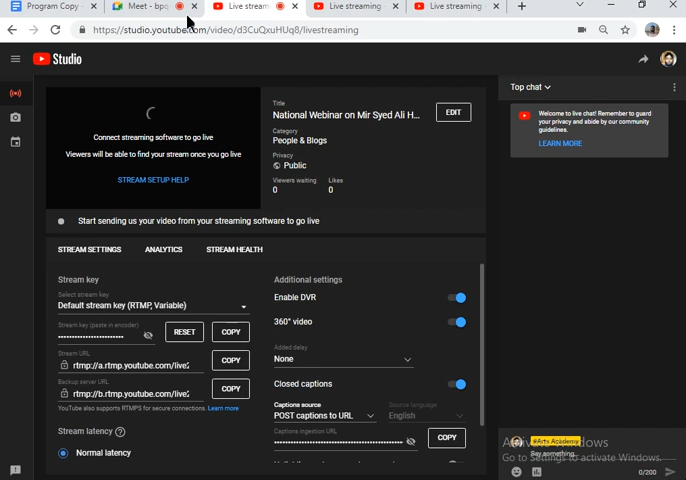 Program Copy -
Meet - bpq
Live stream
Live streaming -
Live streaming -
https://studio.youtube.com/video/d3CuQxuHUq8/livestreaming
Studio
Connect streaming software to go live
Viewers will be able to find your stream once you go live
STREAM SETUP HELP
Title
National Webinar on Mir Syed Ali H...
EDIT
Category
People & Blogs
Privacy
Public
Viewers waiting Likes
0 0
Start sending us your video from your streaming software to go live
Top chat
Welcome to live chat! Remember to guard
your privacy and abide by our community
guidelines.
LEARN MORE
STREAM SETTINGS ANALYTICS STREAM HEALTH
Stream key
Select stream key
Default stream key (RTMP, Variable)
Stream key (paste in encoder)
RESET COPY
Stream URL
rtmp://a.rtmp.youtube.com/live2
COPY
Backup server URL
rtmp://b.rtmp.youtube.com/live2
COPY
YouTube also supports RTMPS for secure connections. Learn more
Stream latency
Normal latency
Additional settings
Enable DVR
360° video
Added delay
None
Closed captions
Captions source Source language
POST captions to URL English
Captions ingestion URL
COPY
#Arts Academy
Say something...
0/200
Activate Windows
Go to Settings to activate Windows.